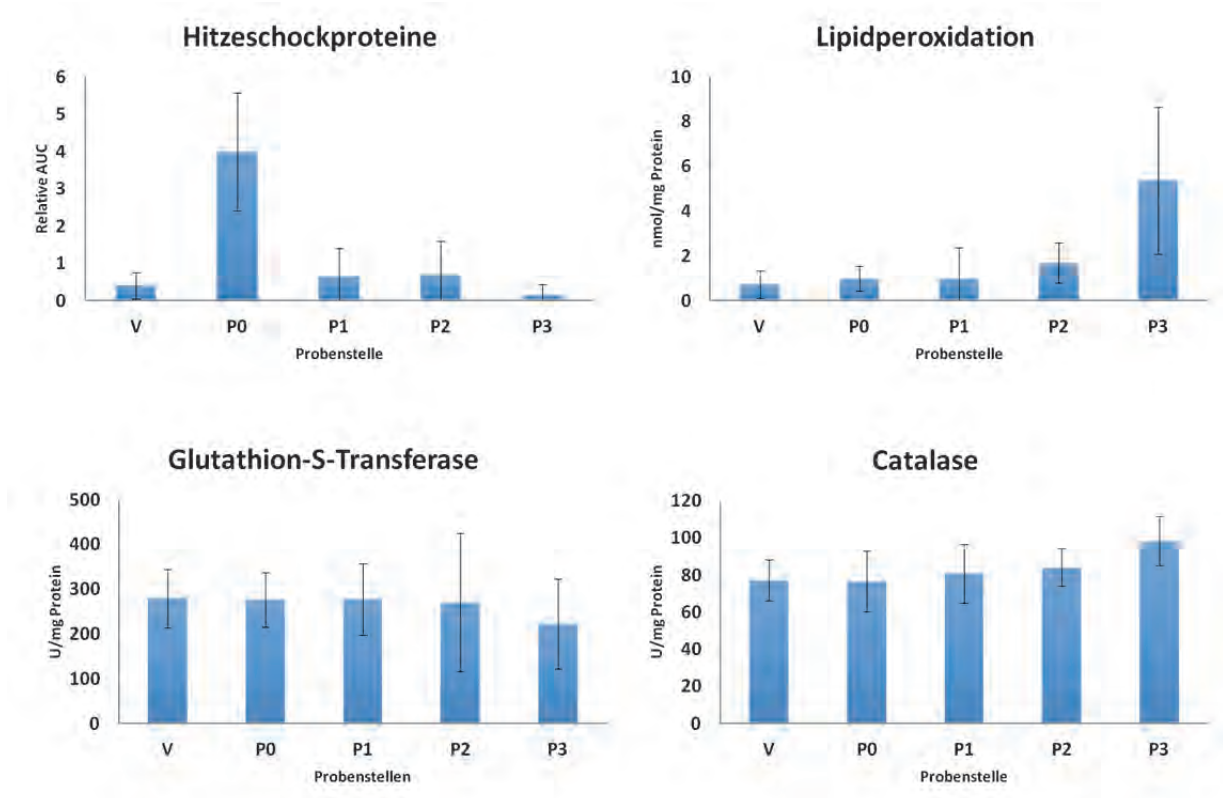 Hitzeschockproteine
Relative AUC
6
5
4
3
2
1
0
V P0 P1 P2 P3
Probenstelle
Lipidperoxidation
nmol/mg Protein
10
8
6
4
2
0
V P0 P1 P2 P3
Probenstelle
Glutathion-S-Transferase
U/mg Protein
500
400
300
200
100
0
V P0 P1 P2 P3
Probenstellen
Catalase
U/mg Protein
120
100
80
60
40
20
0
V P0 P1 P2 P3
Probenstelle